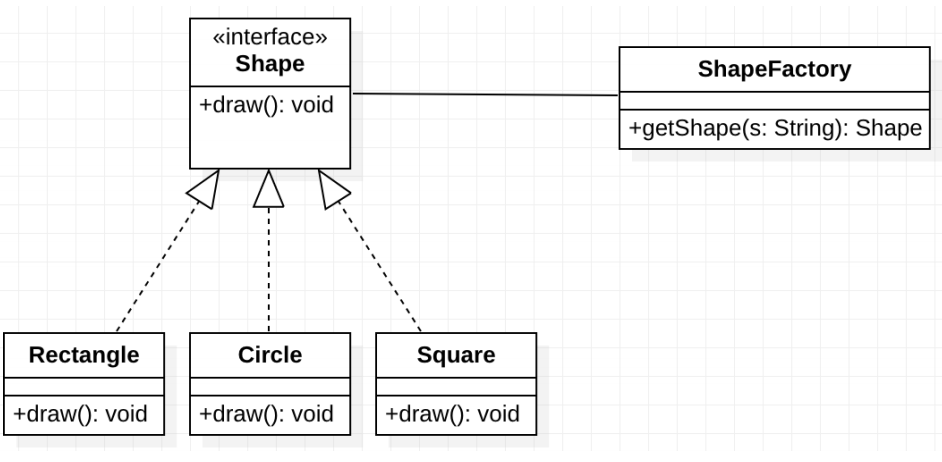 «interface»
Shape
+draw(): void
ShapeFactory
+getShape(s: String): Shape
Rectangle
+draw(): void
Circle
+draw(): void
Square
+draw(): void